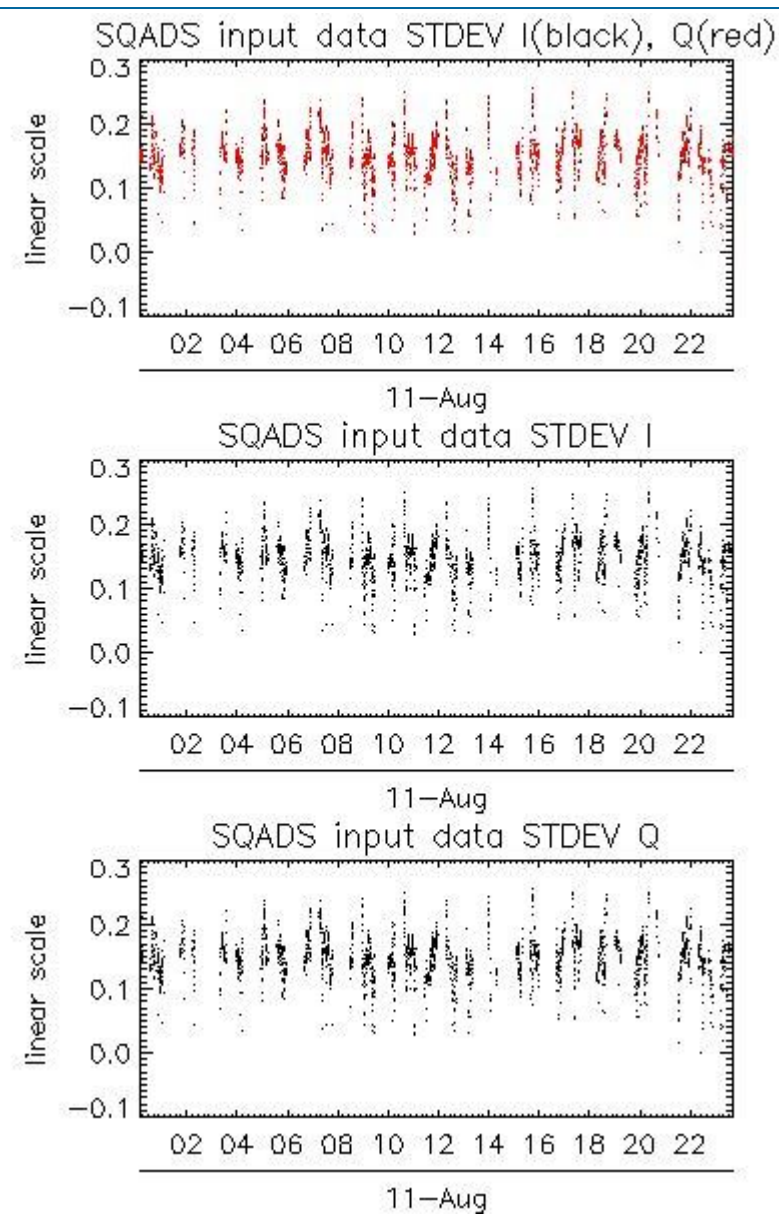 SQADS input data STDEV I(black), Q(red)
0.3
0.2
0.1
0.0
−0.1
linear scale
02 04 06 08 10 12 14 16 18 20 22
11−Aug
SQADS input data STDEV I
0.3
0.2
0.1
0.0
−0.1
linear scale
02 04 06 08 10 12 14 16 18 20 22
11−Aug
SQADS input data STDEV Q
0.3
0.2
0.1
0.0
−0.1
linear scale
02 04 06 08 10 12 14 16 18 20 22
11−Aug